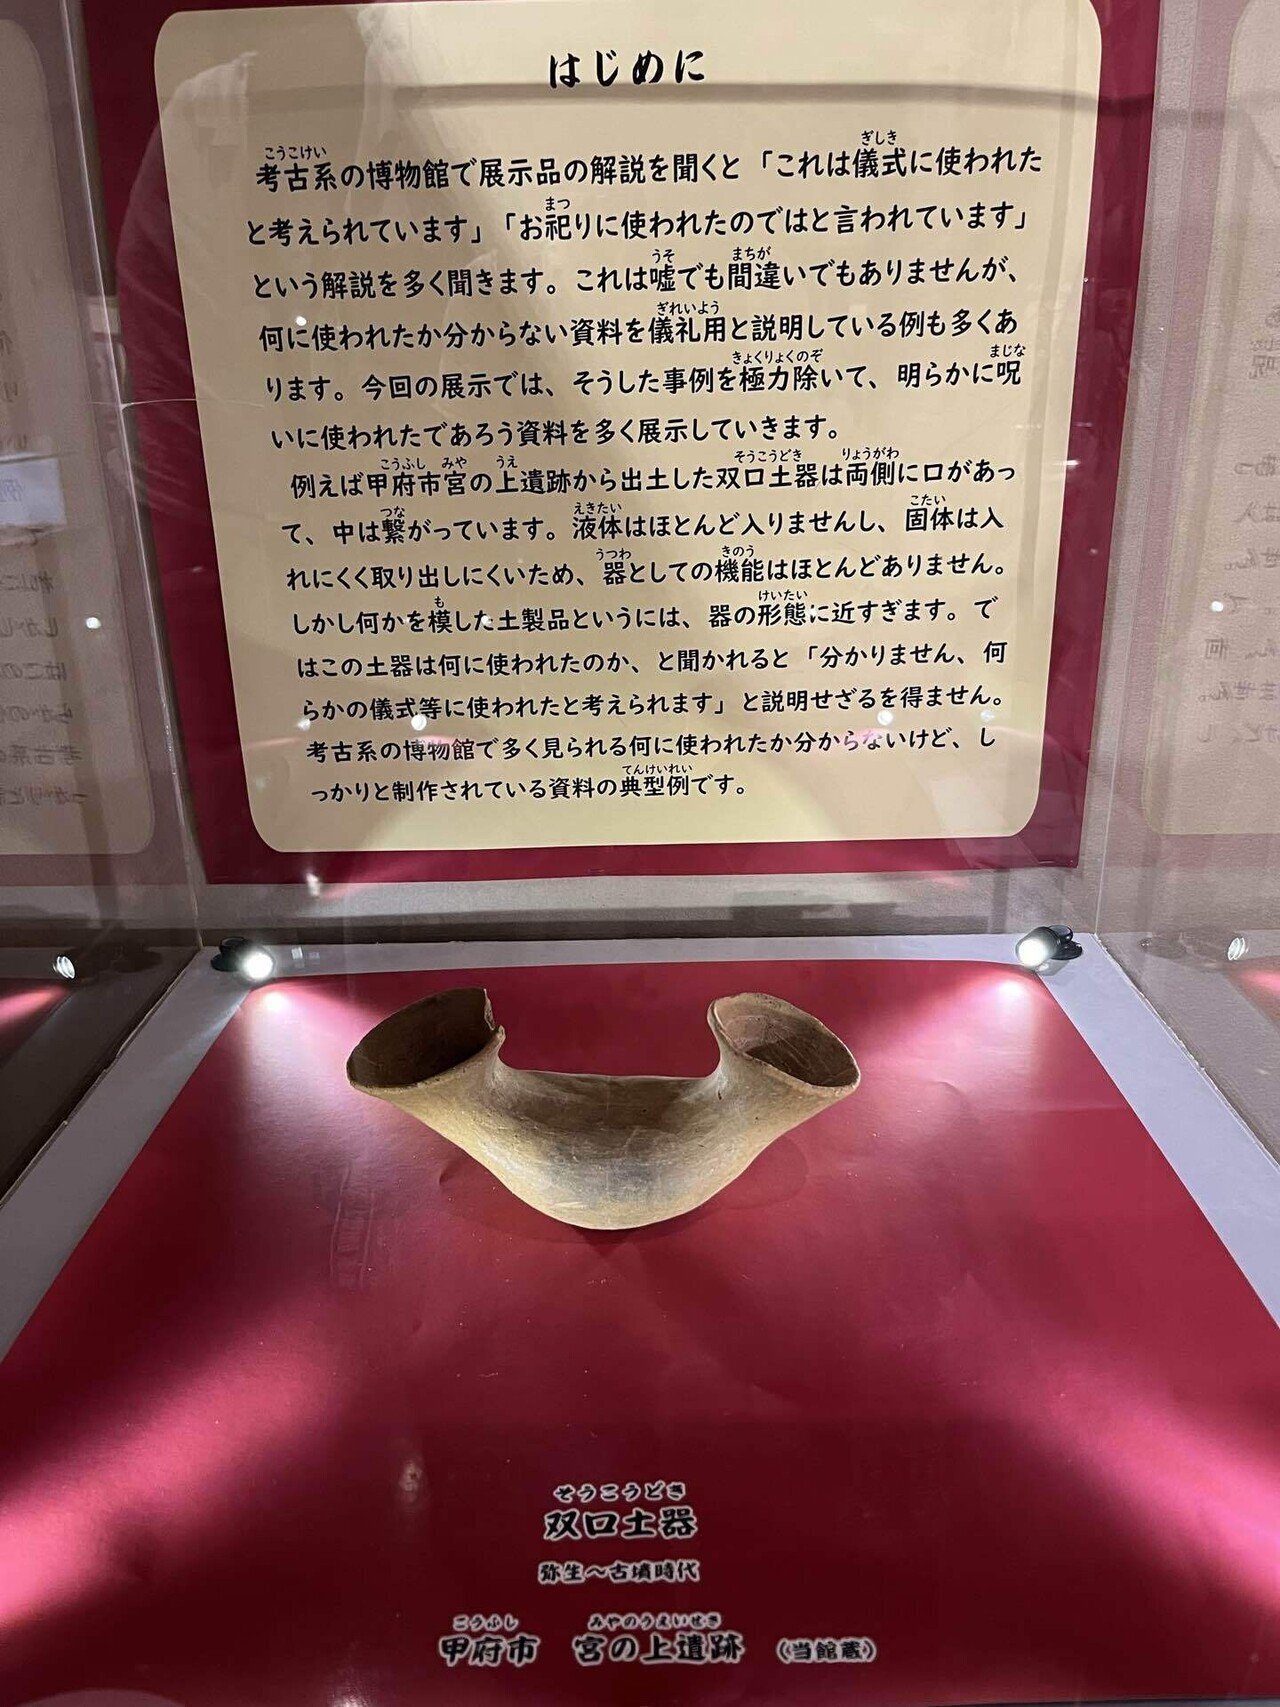 はじめに
考古系の博物館で展示品の解説を聞くと「これは儀式に使われた
と考えられています」「お祀りに使われたのではと言われています」
という解説を多く聞きます。これは嘘でも間違いでもありませんが、
何に使われたか分からない資料を儀礼用と説明している例も多くあ
ります。今回の展示では、そうした事例を極力除いて、明らかに呪
いに使われたであろう資料を多く展示していきます。
例えば甲府市宮の上遺跡から出土した双口土器は両側に口があっ
て、中は繋がっています。液体はほとんど入りませんし、固体は入
れにくく取り出しにくいため、器としての機能はほとんどありません。
しかし何かを模した土製品というには、器の形態に近すぎます。で
はこの土器は何に使われたのか、と聞かれると「分かりません、何
らかの儀式等に使われたと考えられます」と説明せざるを得ません。
考古系の博物館で多く見られる何に使われたか分からないけど、し
っかりと制作されている資料の典型例です。
そうこうどき
双口土器
弥生～古墳時代
こうふし みやのうえいせき
甲府市 宮の上遺跡 （当館蔵）